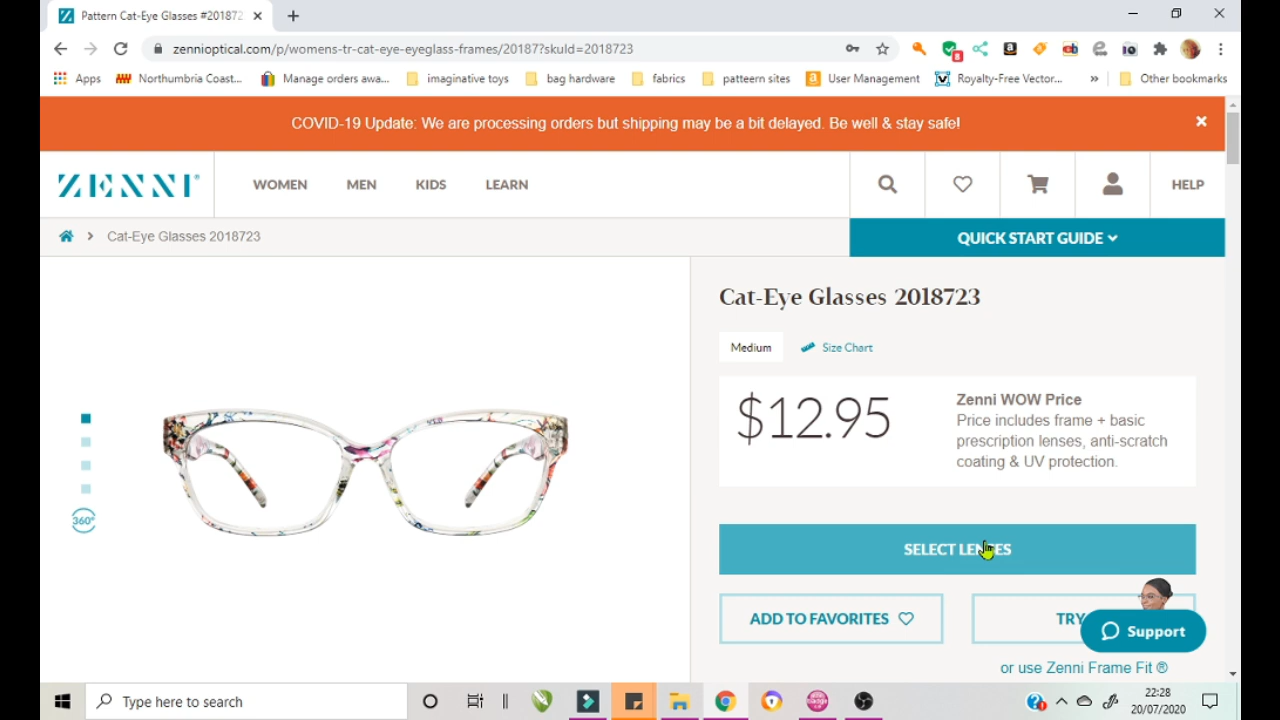 Pattern Cat-Eye Glasses #201872
zennioptical.com/p/womens-tr-cat-eye-eyeglass-frames/20187?skuId=2018723
Apps
Northumbria Coast...
Manage orders awa...
imaginative toys
bag hardware
fabrics
patteern sites
User Management
Royalty-Free Vector...
»
Other bookmarks
COVID-19 Update: We are processing orders but shipping may be a bit delayed. Be well & stay safe!
ZENNI®
WOMEN
MEN
KIDS
LEARN
HELP
Cat-Eye Glasses 2018723
QUICK START GUIDE
Cat-Eye Glasses 2018723
Medium
Size Chart
$12.95
Zenni WOW Price
Price includes frame + basic
prescription lenses, anti-scratch
coating & UV protection.
360°
SELECT LENSES
ADD TO FAVORITES
TRY
Support
or use Zenni Frame Fit ®
Type here to search
22:28
20/07/2020